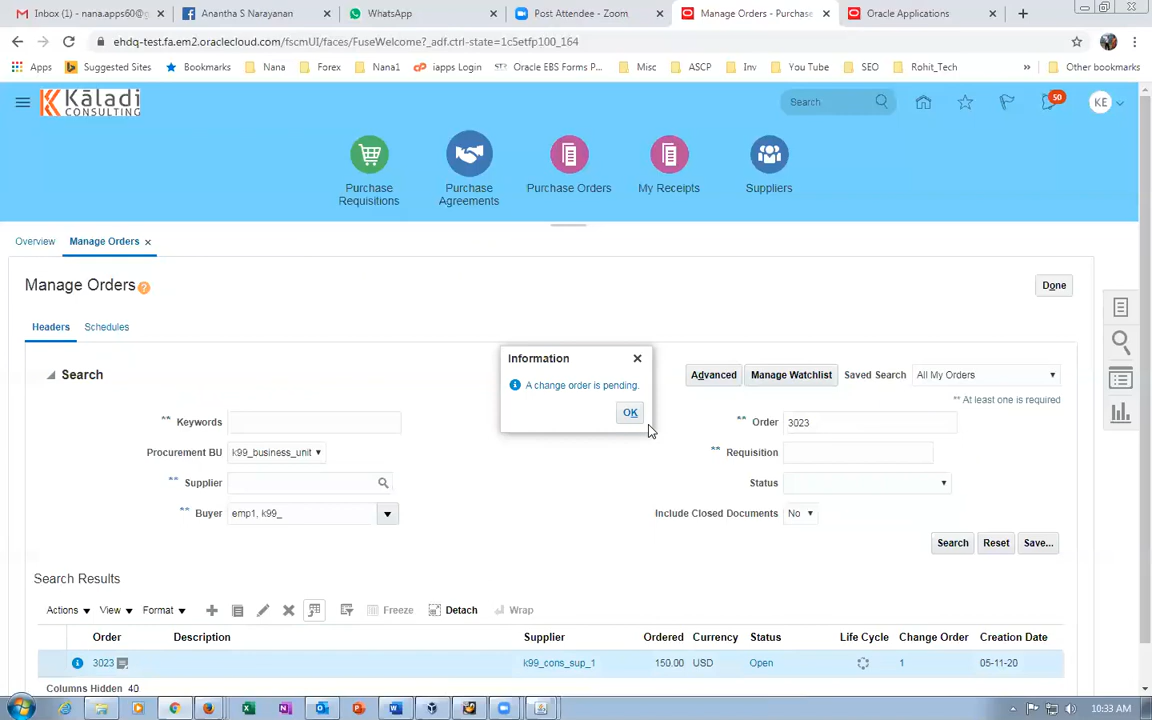 Inbox (1) - nana.apps60@g
Anantha S Narayanan
WhatsApp
Post Attendee - Zoom
Manage Orders - Purchase
Oracle Applications
ehdq-test.fa.em2.oraclecloud.com/fscmUI/faces/FuseWelcome?_adf.ctrl-state=1c5etfp100_164
Apps Suggested Sites Bookmarks Nana Forex Nana1 iapps Login Oracle EBS Forms P... Misc ASCP Inv You Tube SEO Rohit_Tech » Other bookmarks
Kāladi
CONSULTING
Search
50
KE
Purchase Requisitions
Purchase Agreements
Purchase Orders
My Receipts
Suppliers
Overview Manage Orders
Manage Orders ?
Done
Headers Schedules
Search
Advanced Manage Watchlist Saved Search All My Orders
** At least one is required
Information
A change order is pending.
OK
** Keywords
Procurement BU k99_business_unit
** Supplier
** Buyer emp1, k99_
** Order 3023
** Requisition
Status
Include Closed Documents No
Search Reset Save...
Search Results
Actions View Format Freeze Detach Wrap
Order Description Supplier Ordered Currency Status Life Cycle Change Order Creation Date
3023 k99_cons_sup_1 150.00 USD Open 1 05-11-20
Columns Hidden 40
10:33 AM